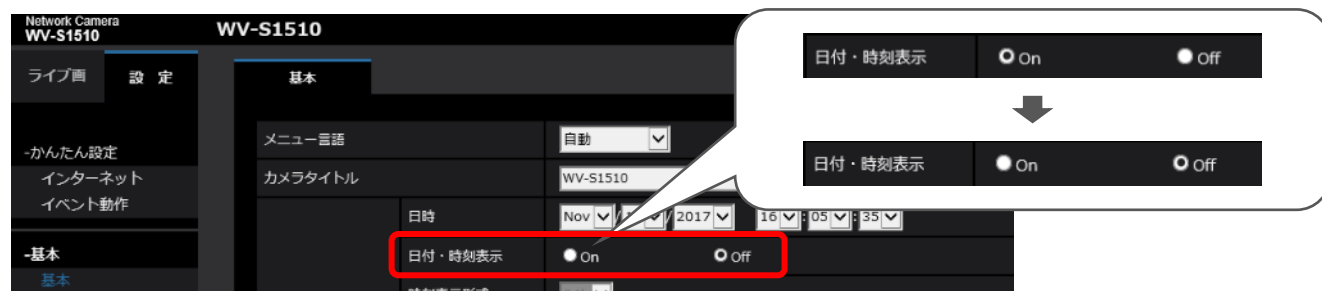 Network Camera
WV-S1510
WV-S1510
ライブ画
設 定
基本
-かんたん設定
インターネット
イベント動作
-基本
基本
メニュー言語
自動
カメラタイトル
WV-S1510
日時
Nov / / 2017 16 : 05 : 35
日付・時刻表示
On Off
日付・時刻表示 On Off
日付・時刻表示 On Off